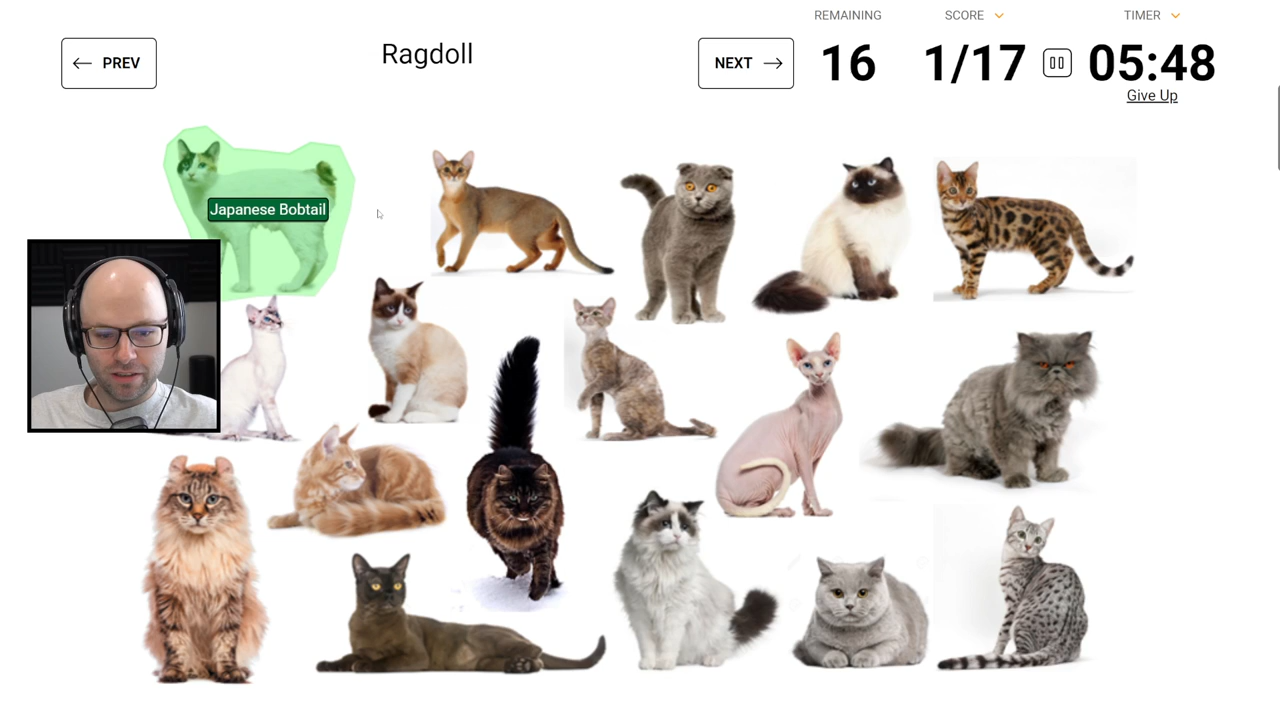 REMAINING
SCORE
TIMER
PREV
Ragdoll
NEXT
16
1/17
05:48
Give Up
Japanese Bobtail